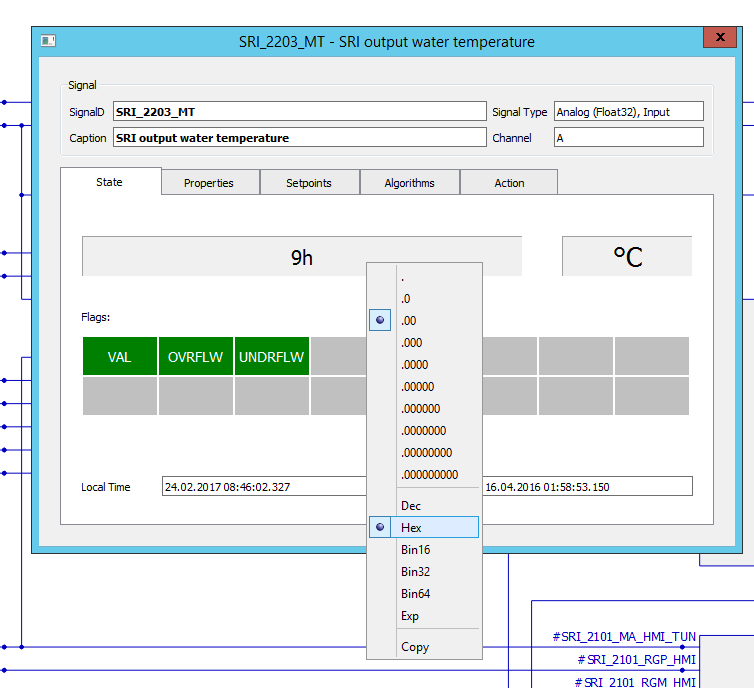 SRI_2203_MT - SRI output water temperature
x
Signal
SignalD SRI_2203_MT Signal Type Analog (Float32), Input
Caption SRI output water temperature Channel A
State Properties Setpoints Algorithms Action
9h °C
.
.0
Flags:
.00
.000
VAL OVRFLW UNDRFLW
.0000
.00000
.000000
.0000000
.00000000
.000000000
Local Time 24.02.2017 08:46:02.327 16.04.2016 01:58:53.150
Dec
Hex
Bin16
Bin32
Bin64
Exp
Copy
#SRI_2101_MA_HMI_TUN
#SRI_2101_RGP_HMI
#SRI_2101_RGM_HMI